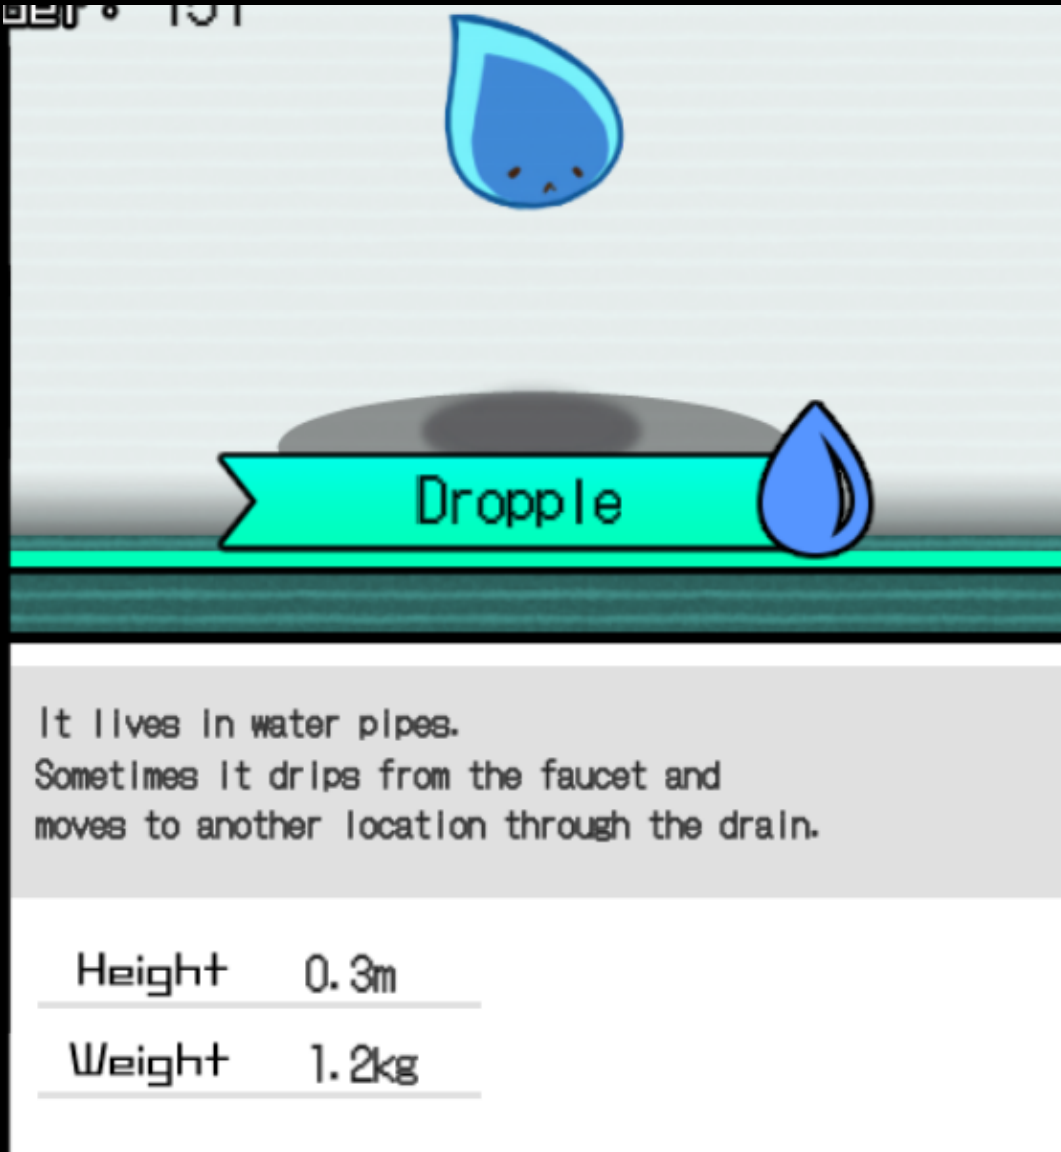 151
Dropple
It lives in water pipes.
Sometimes it drips from the faucet and
moves to another location through the drain.
Height 0.3m
Weight 1.2kg